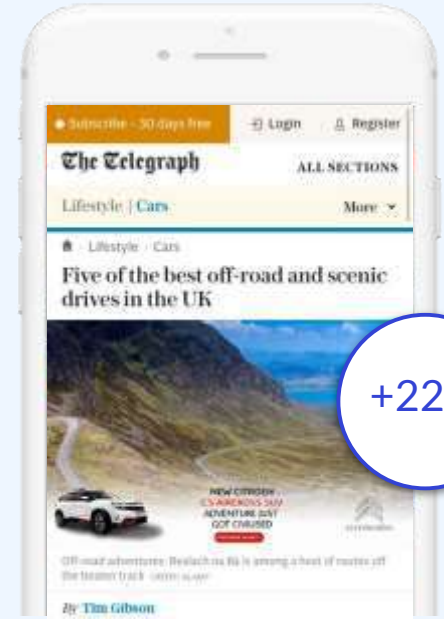 Subscribe - 30 days free
Login
Register
The Telegraph
ALL SECTIONS
Lifestyle | Cars
More
Lifestyle Cars
Five of the best off-road and scenic
drives in the UK
+22
NEW CITROËN
C5 AIRCROSS SUV
ADVENTURE JUST
GOT CIVILISED
Off-road adventures: Bealach na Bà is among a host of routes off
the beaten track
By Tim Gibson